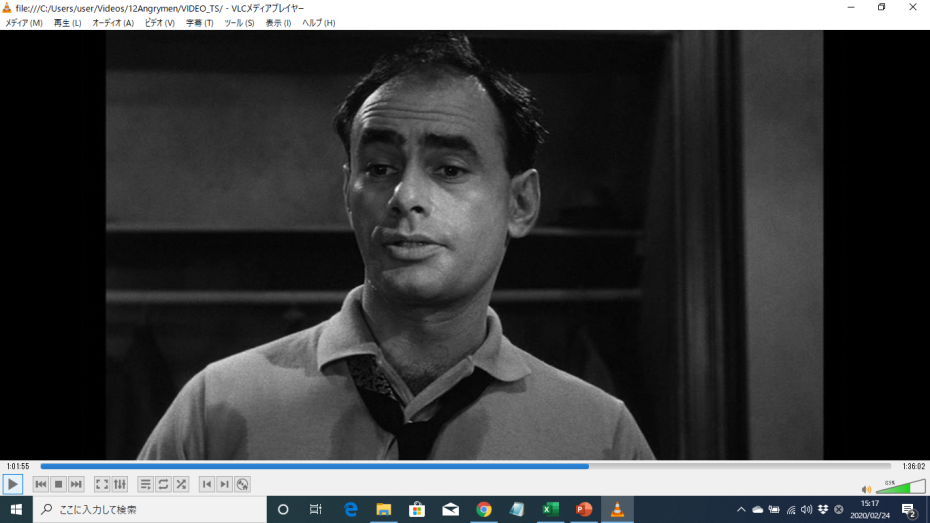 file:///C:/Users/user/Videos/12Angrymen/VIDEO_TS/ - VLCメディアプレイヤー
メディア(M) 再生(L) オーディオ(A) ビデオ(V) 字幕(T) ツール(S) 表示(I) ヘルプ(H)
1:01:55 1:36:02
83%
ここに入力して検索
15:17
2020/02/24
2